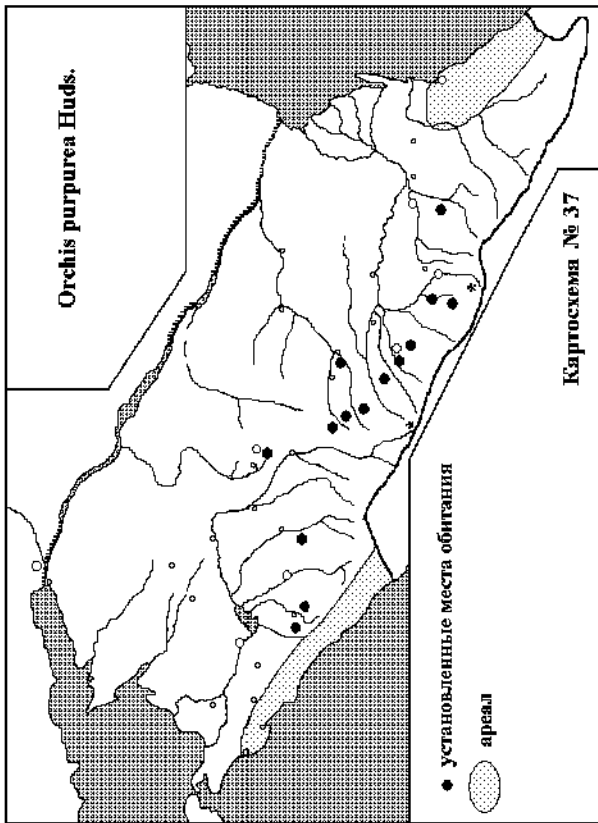 Orchis purpurea Huds.
Картосхема № 37
установленные места обитания
ареал